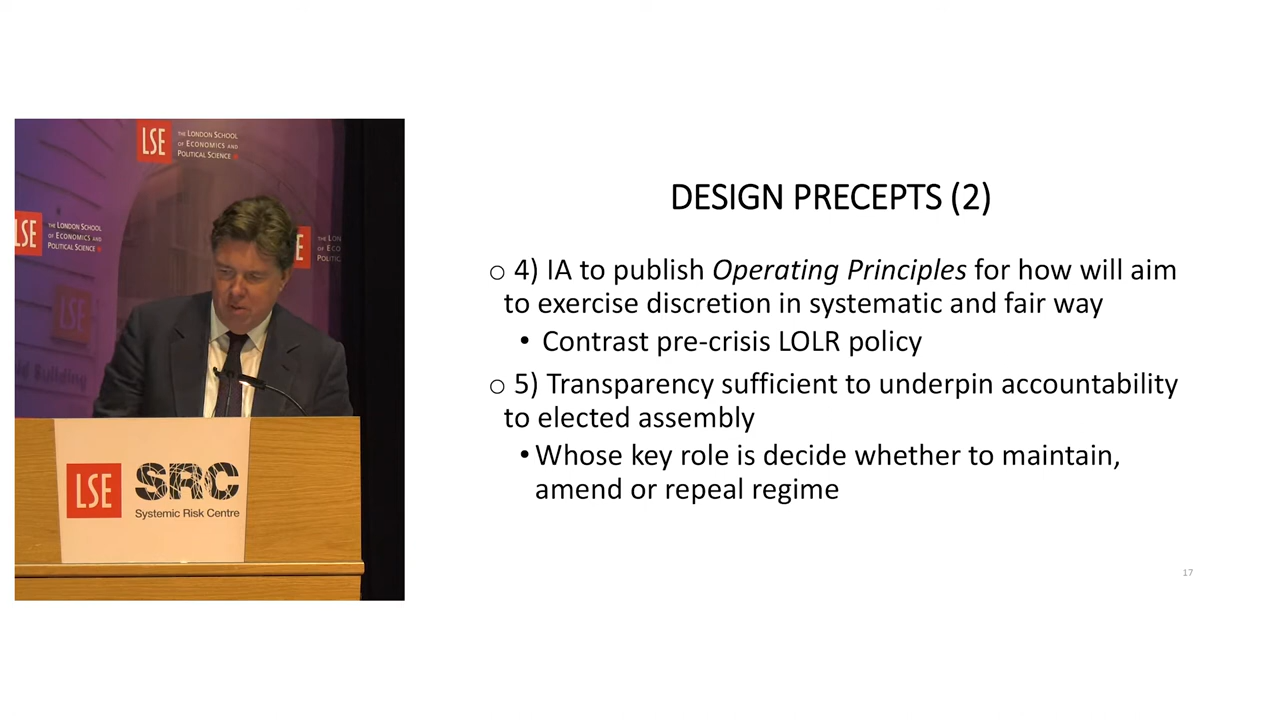 LSE THE LONDON SCHOOL
OF ECONOMICS AND
POLITICAL SCIENCE
LSE THE LONDON SCHOOL
OF ECONOMICS AND
POLITICAL SCIENCE
LSE
LSE
SRC
Systemic Risk Centre
DESIGN PRECEPTS (2)
o 4) IA to publish Operating Principles for how will aim
to exercise discretion in systematic and fair way
• Contrast pre-crisis LOLR policy
o 5) Transparency sufficient to underpin accountability
to elected assembly
• Whose key role is decide whether to maintain,
amend or repeal regime
17